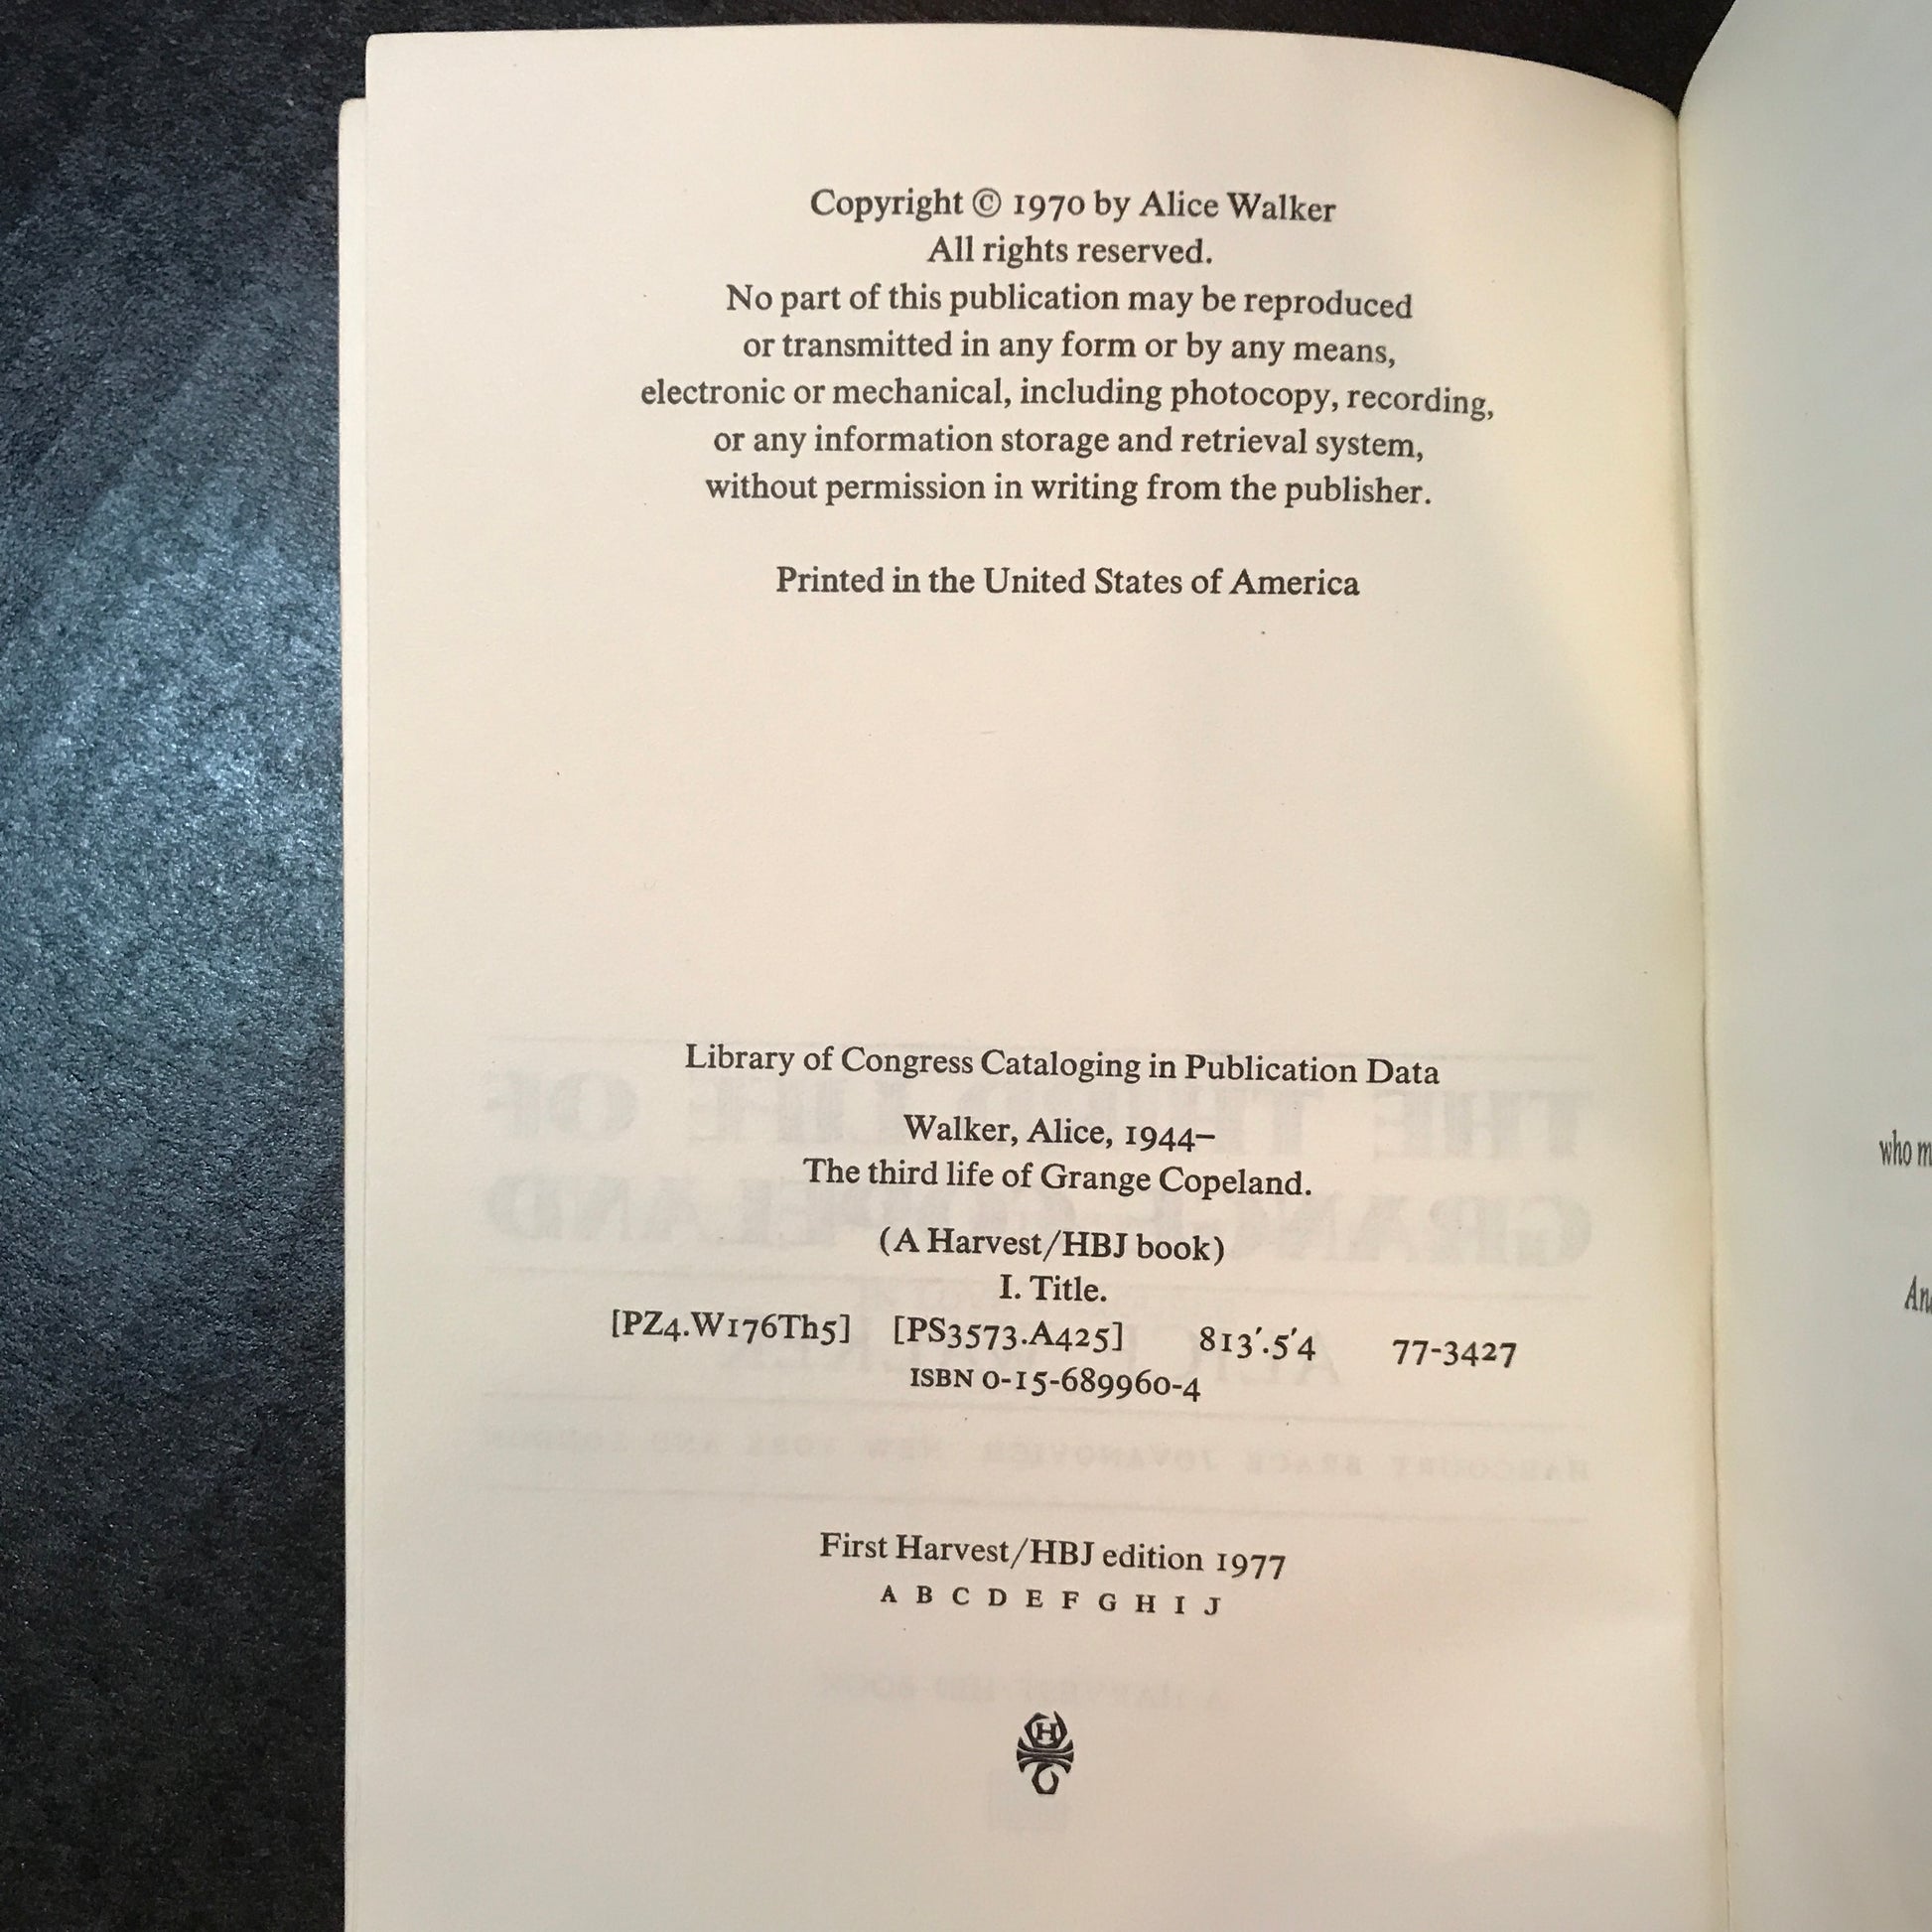 Copyright © 1970 by Alice Walker
All rights reserved.
No part of this publication may be reproduced
or transmitted in any form or by any means,
electronic or mechanical, including photocopy, recording,
or any information storage and retrieval system,
without permission in writing from the publisher.
Printed in the United States of America
Library of Congress Cataloging in Publication Data
Walker, Alice, 1944–
The third life of Grange Copeland.
(A Harvest/HBJ book)
I. Title.
[PZ4.W176Th5] [PS3573.A425] 813'.5'4 77-3427
ISBN 0-15-689960-4
First Harvest/HBJ edition 1977
A B C D E F G H I J
H
who